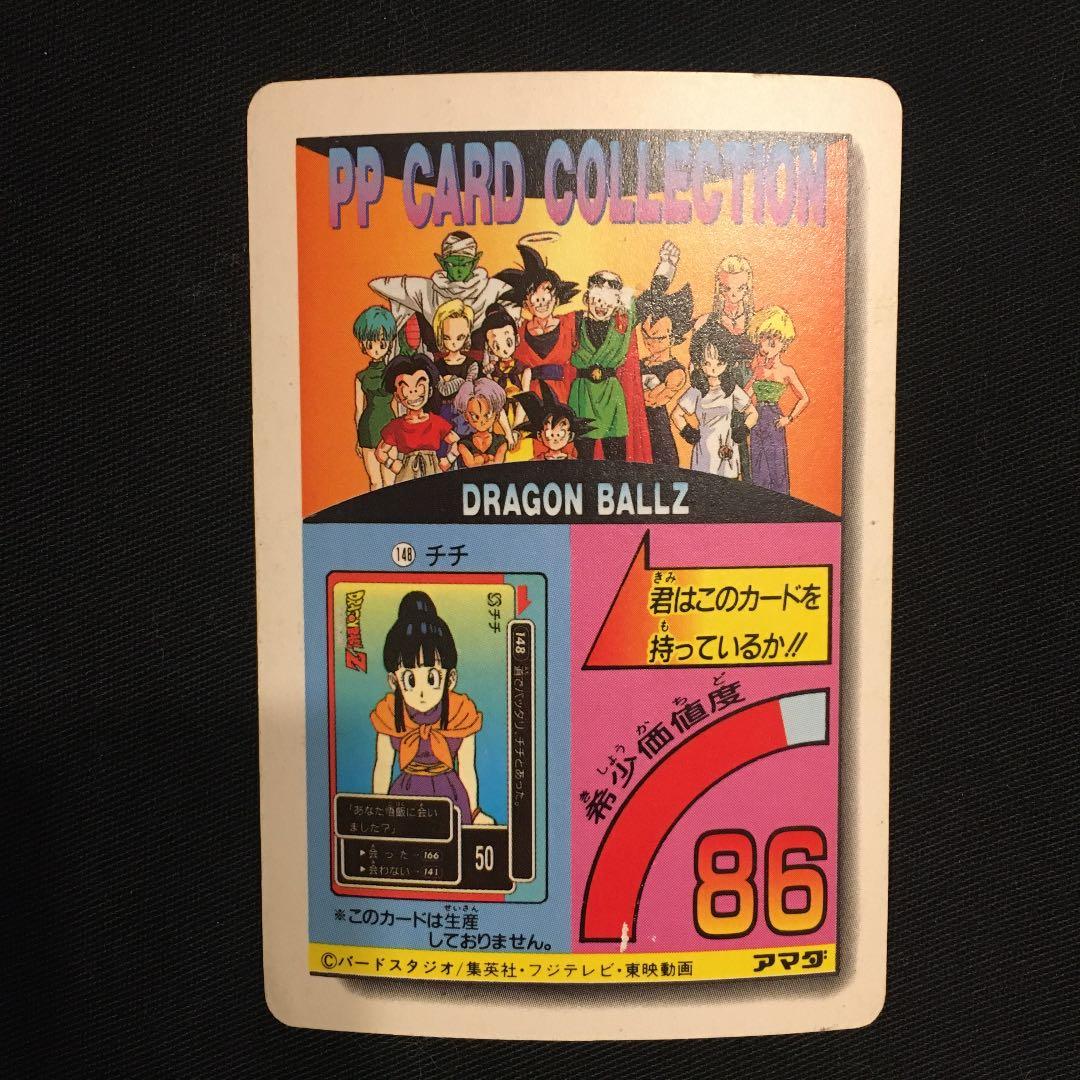 PP CARD COLLECTION
DRAGON BALLZ
148 チチ
DRAGON BALL Z
チチ
148
「あなた悟飯に会い
ました?」
▶会った‥166
▶会わない‥141
50
※このカードは生産
しておりません。
君はこのカードを
持っているか!!
希少価値度
86
©バードスタジオ/集英社・フジテレビ・東映動画
アマダ